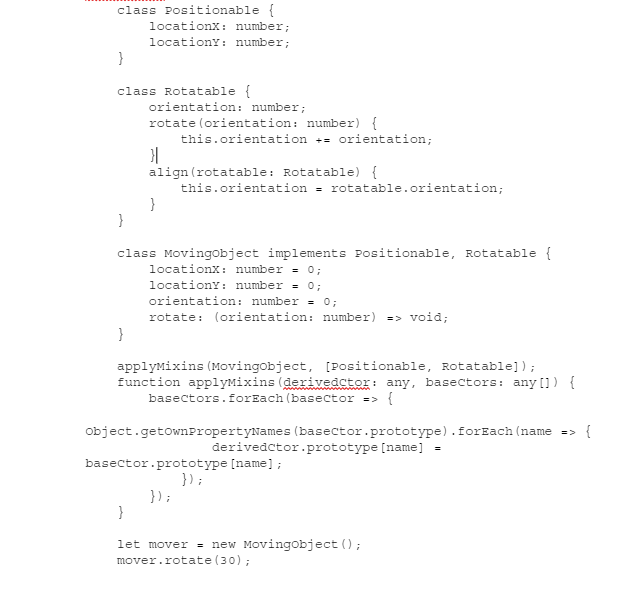 class Positionable {
locationX: number;
locationY: number;
}
class Rotatable {
orientation: number;
rotate(orientation: number) {
this.orientation += orientation;
}
align(rotatable: Rotatable) {
this.orientation = rotatable.orientation;
}
}
class MovingObject implements Positionable, Rotatable {
locationX: number = 0;
locationY: number = 0;
orientation: number = 0;
rotate: (orientation: number) => void;
}
applyMixins(MovingObject, [Positionable, Rotatable]);
function applyMixins(derivedCtor: any, baseCtors: any[]) {
baseCtors.forEach(baseCtor => {
Object.getOwnPropertyNames(baseCtor.prototype).forEach(name => {
derivedCtor.prototype[name] =
baseCtor.prototype[name];
});
});
}
let mover = new MovingObject();
mover.rotate(30);